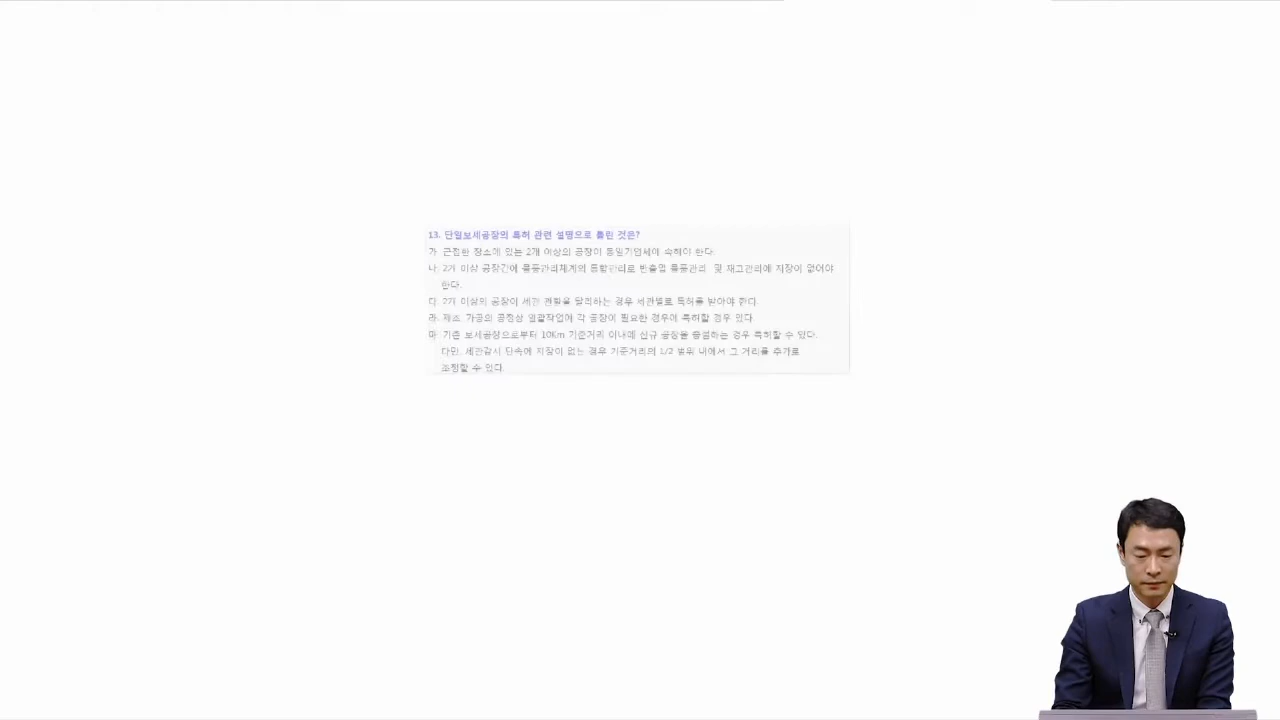 13. 단일보세공장의 특허 관련 설명으로 틀린 것은?
가. 근접한 장소에 있는 2개 이상의 공장이 동일기업체에 속해야 한다.
나. 2개 이상 공장간에 물품관리체계의 통합관리로 반출입 물품관리 및 재고관리에 지장이 없어야
한다.
다. 2개 이상의 공장이 세관 관할을 달리하는 경우 세관별로 특허를 받아야 한다.
라. 제조 가공의 공정상 일괄작업에 각 공장이 필요한 경우에 특허할 경우 있다.
마. 기존 보세공장으로부터 10Km 기준거리 이내에 신규 공장을 증설하는 경우 특허할 수 있다.
다만, 세관감시 단속에 지장이 없는 경우 기준거리의 1/2 범위 내에서 그 거리를 추가로
조정할 수 있다.